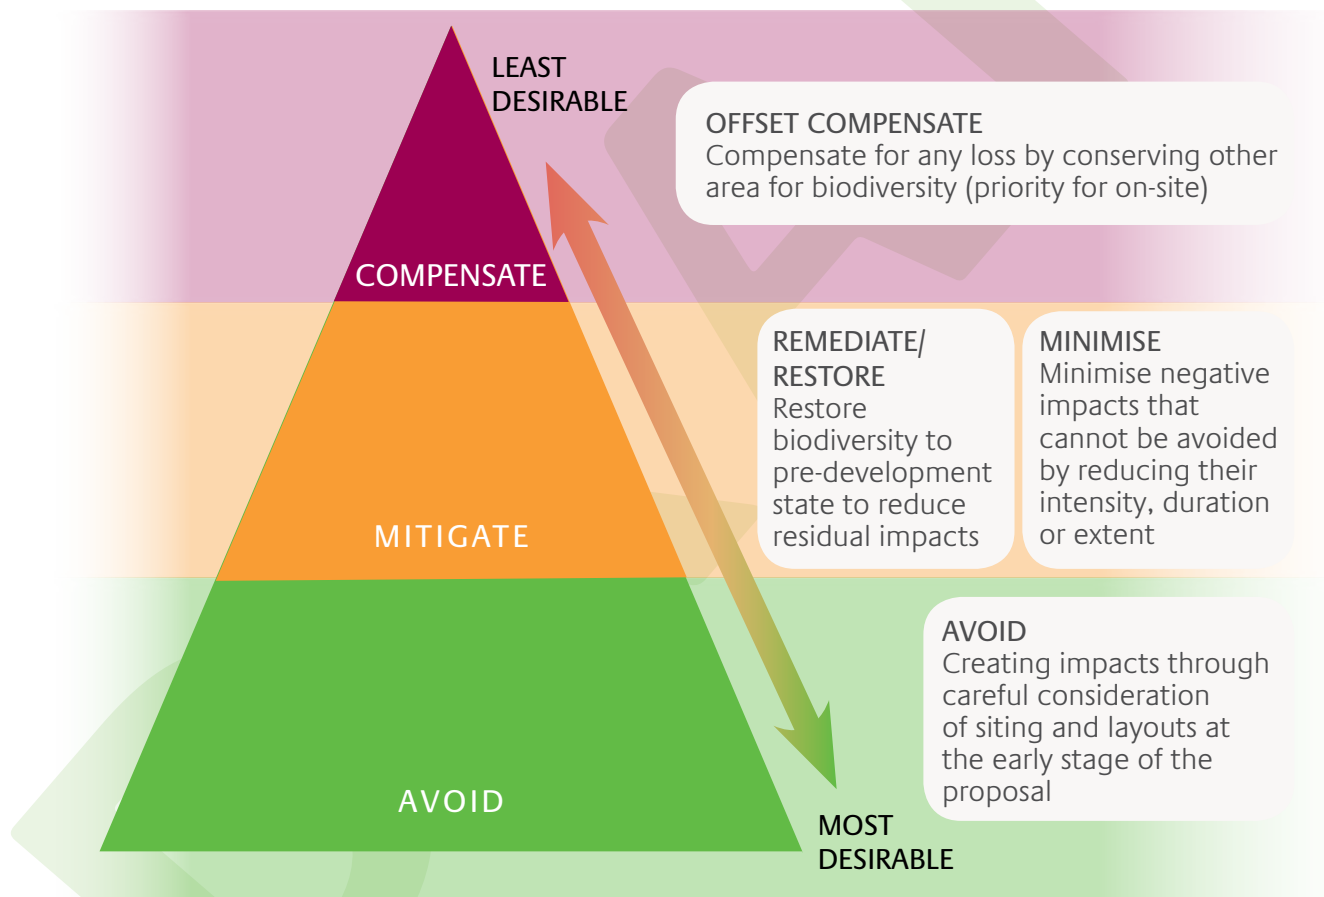 LEAST
DESIRABLE
OFFSET COMPENSATE
Compensate for any loss by conserving other
area for biodiversity (priority for on-site)
COMPENSATE
REMEDIATE/
RESTORE
Restore
biodiversity to
pre-development
state to reduce
residual impacts
MINIMISE
Minimise negative
impacts that
cannot be avoided
by reducing their
intensity, duration
or extent
MITIGATE
AVOID
Creating impacts through
careful consideration
of siting and layouts at
the early stage of the
proposal
AVOID
MOST
DESIRABLE